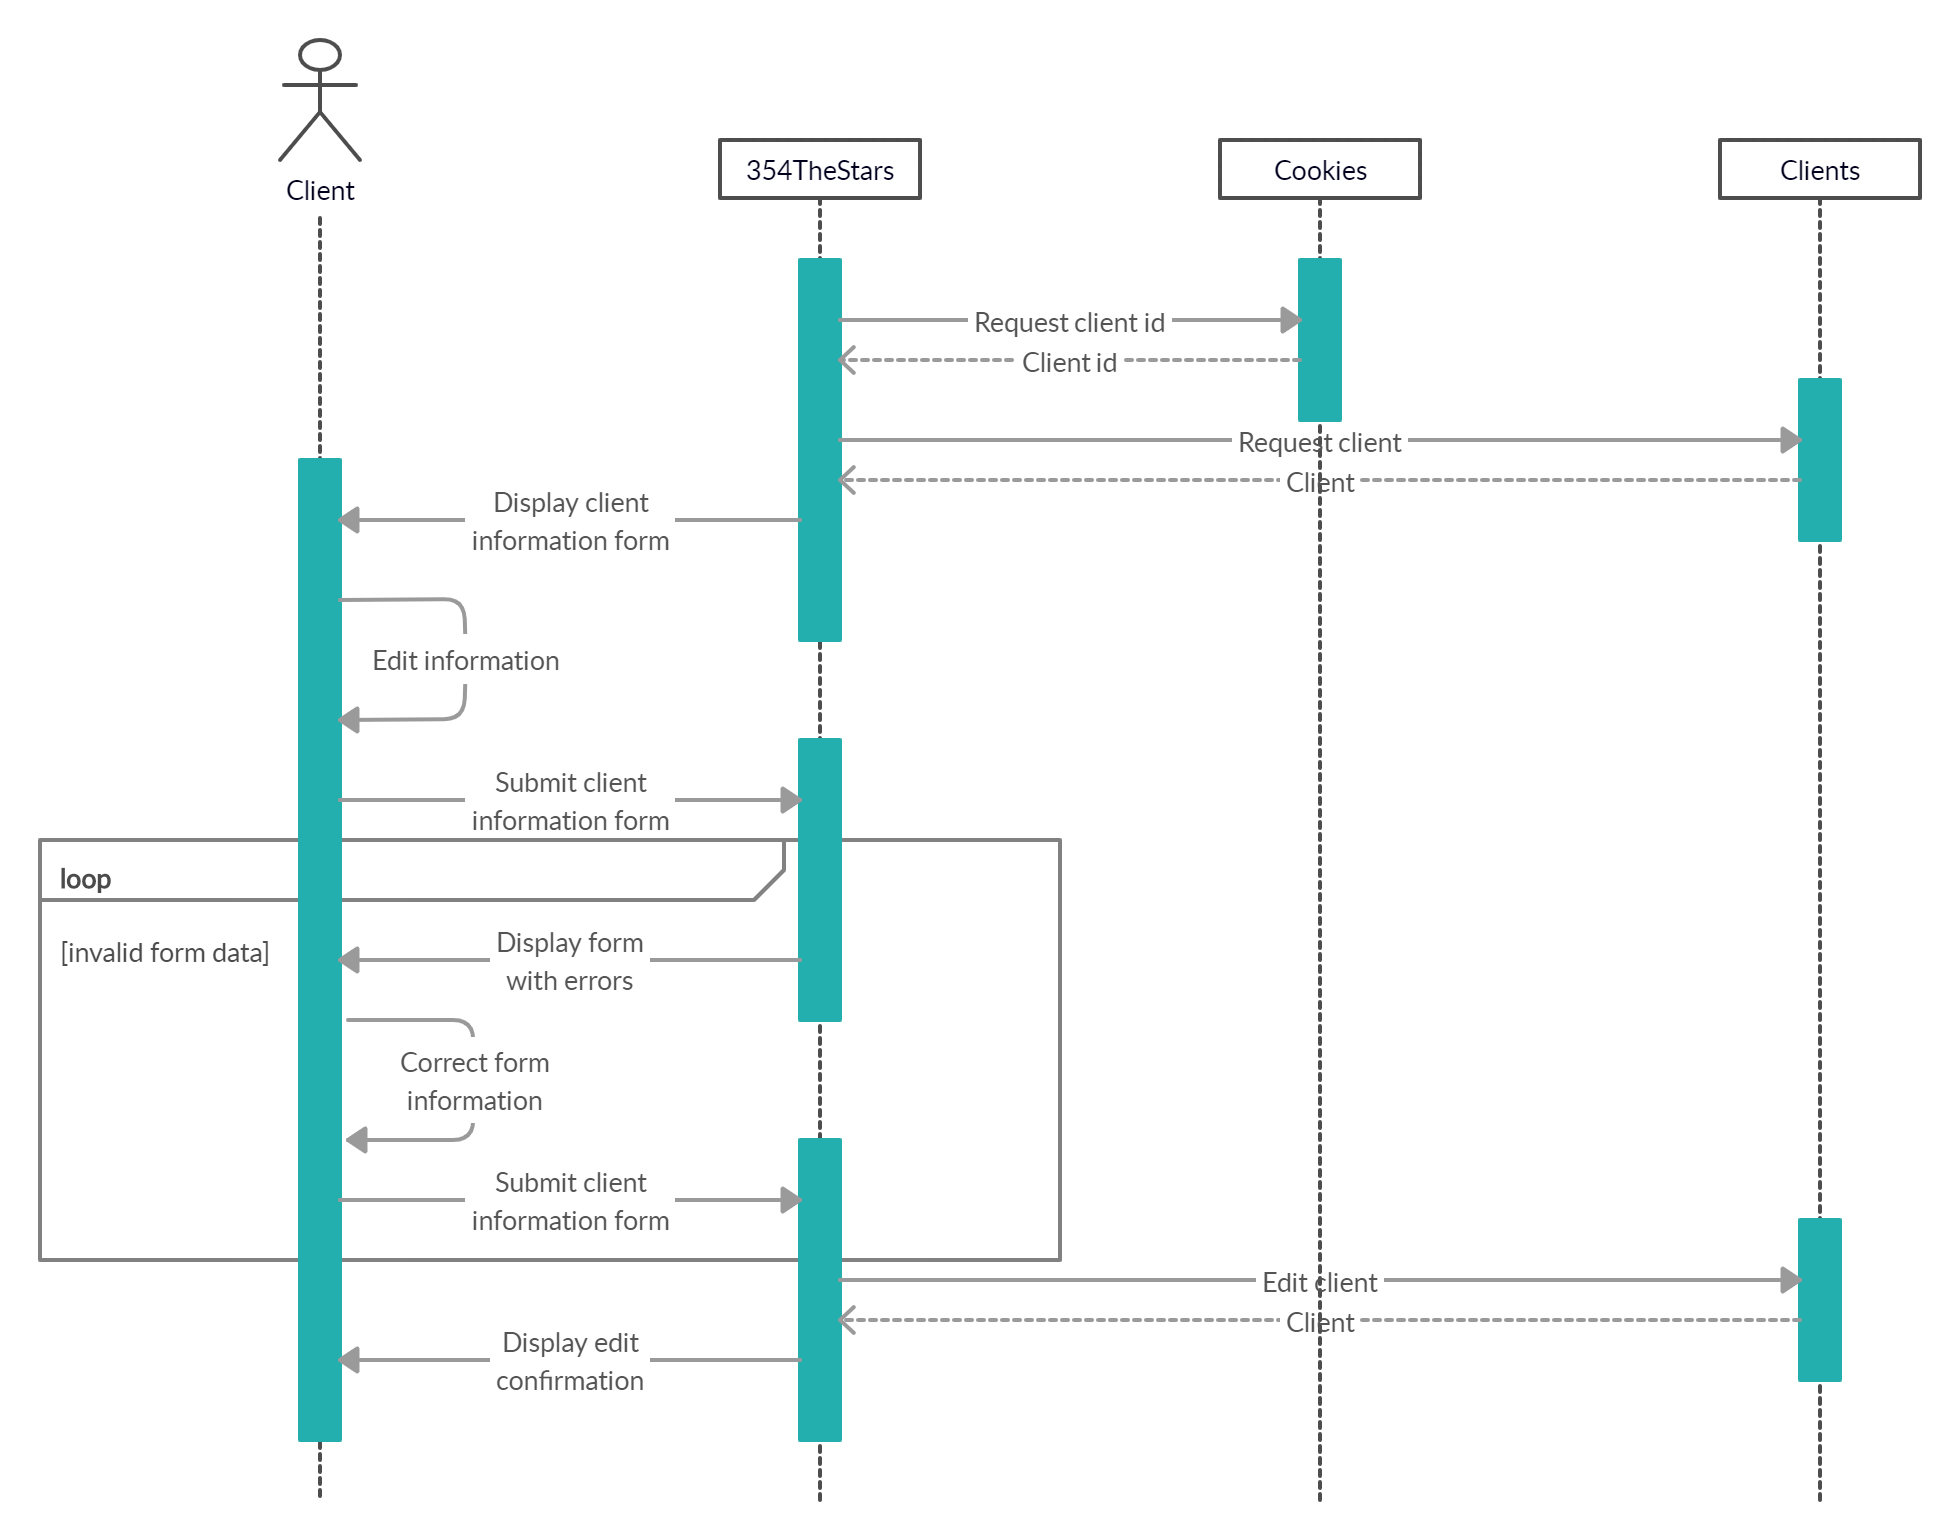 Client
354TheStars
Cookies
Clients
Request client id
Client id
Request client
Client
Display client
information form
Edit information
Submit client
information form
loop
[invalid form data]
Display form
with errors
Correct form
information
Submit client
information form
Edit client
Client
Display edit
confirmation